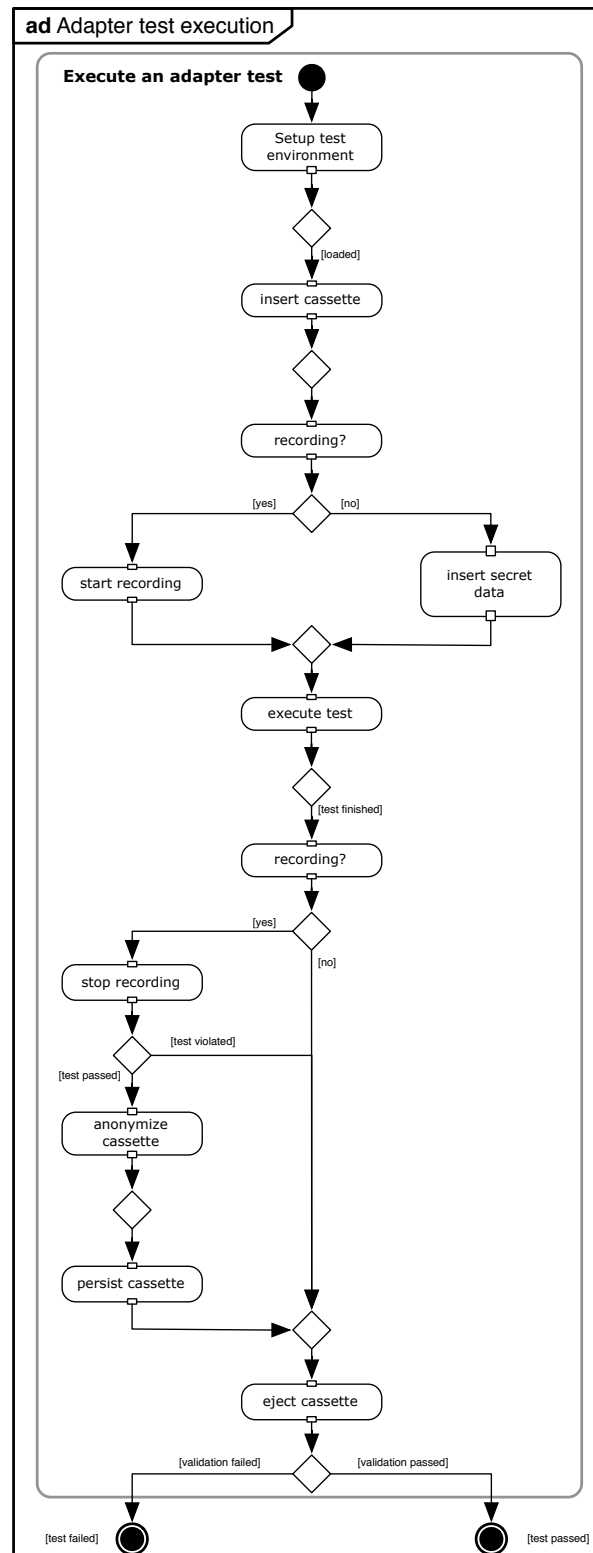 ad Adapter test execution
Execute an adapter test
Setup test
environment
[loaded]
insert cassette
recording?
[yes]
[no]
start recording
insert secret
data
execute test
[test finished]
recording?
[yes]
[no]
stop recording
[test violated]
[test passed]
anonymize
cassette
persist cassette
eject cassette
[validation failed]
[validation passed]
[test failed]
[test passed]